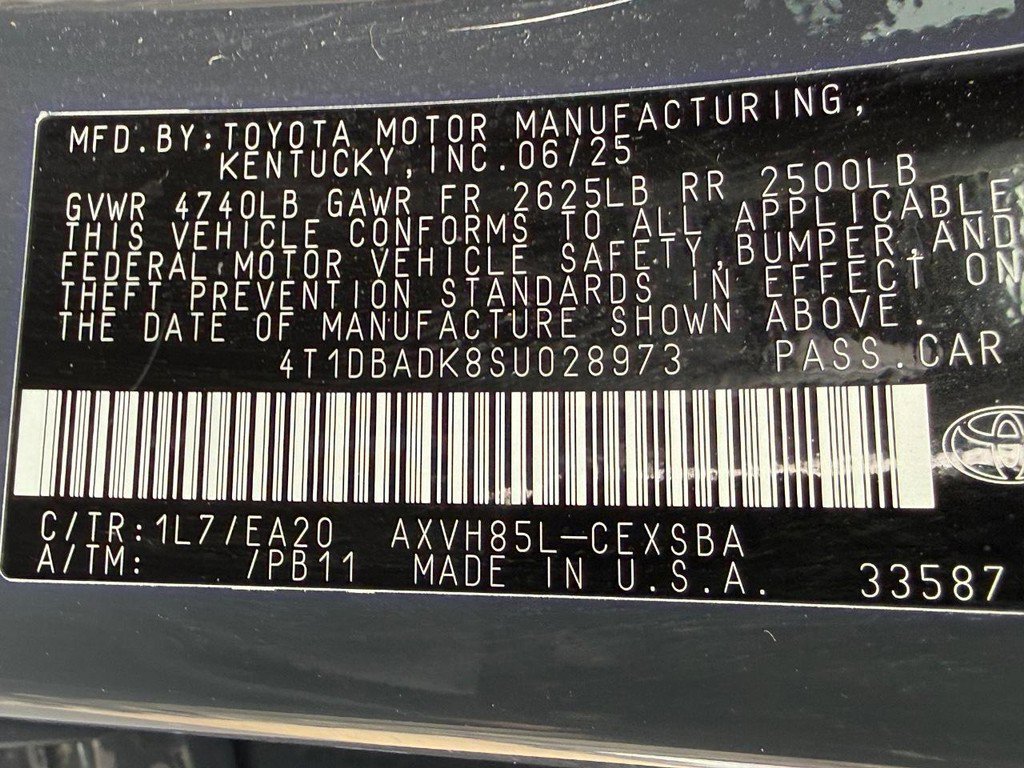 MFD.BY:TOYOTA MOTOR MANUFACTURING,
KENTUCKY,INC.06/25
GVWR 4740LB GAWR FR 2625LB RR 2500LB
THIS VEHICLE CONFORMS TO ALL APPLICABLE
FEDERAL MOTOR VEHICLE SAFETY,BUMPER,AND
THEFT PREVENTION STANDARDS IN EFFECT ON
THE DATE OF MANUFACTURE SHOWN ABOVE.
4T1DBADK8SU028973 PASS.CAR
C/TR:1L7/EA20 AXVH85L-CEXSBA
A/TM: /PB11 MADE IN U.S.A. 33587